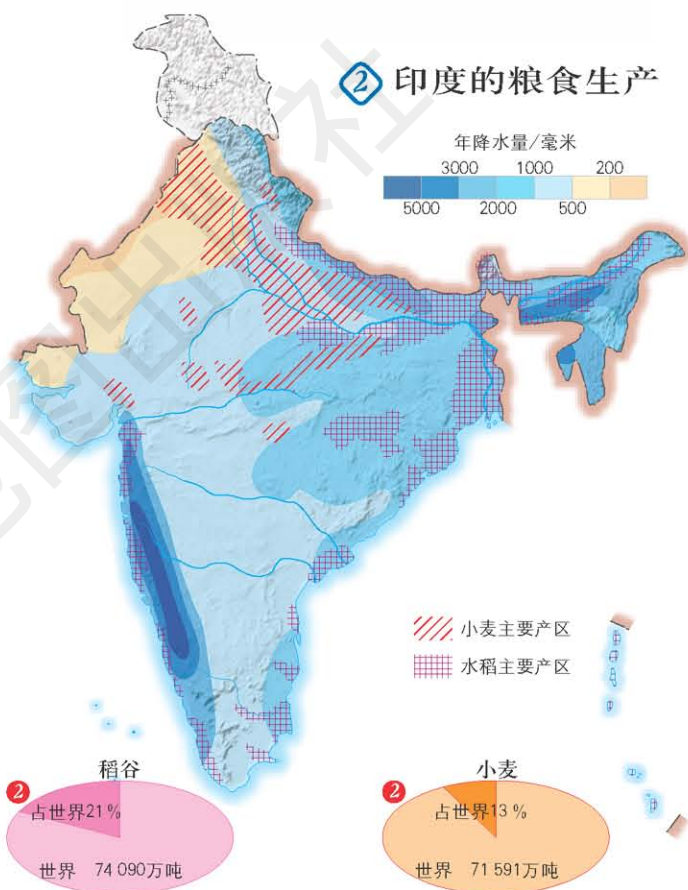 2 印度的粮食生产
年降水量/毫米
3000 1000 200
5000 2000 500
小麦主要产区
水稻主要产区
稻谷
2
占世界21%
世界 74 090万吨
小麦
2
占世界13%
世界 71 591万吨
图出
社